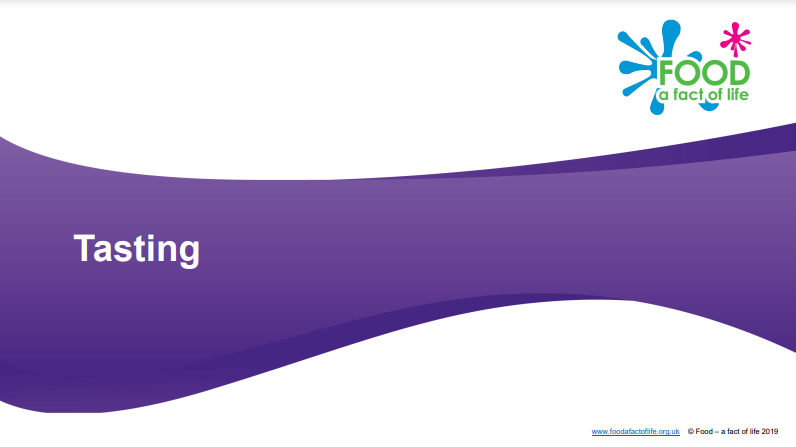 FOOD
a fact of life
Tasting
www.foodafactoflife.org.uk © Food – a fact of life 2019